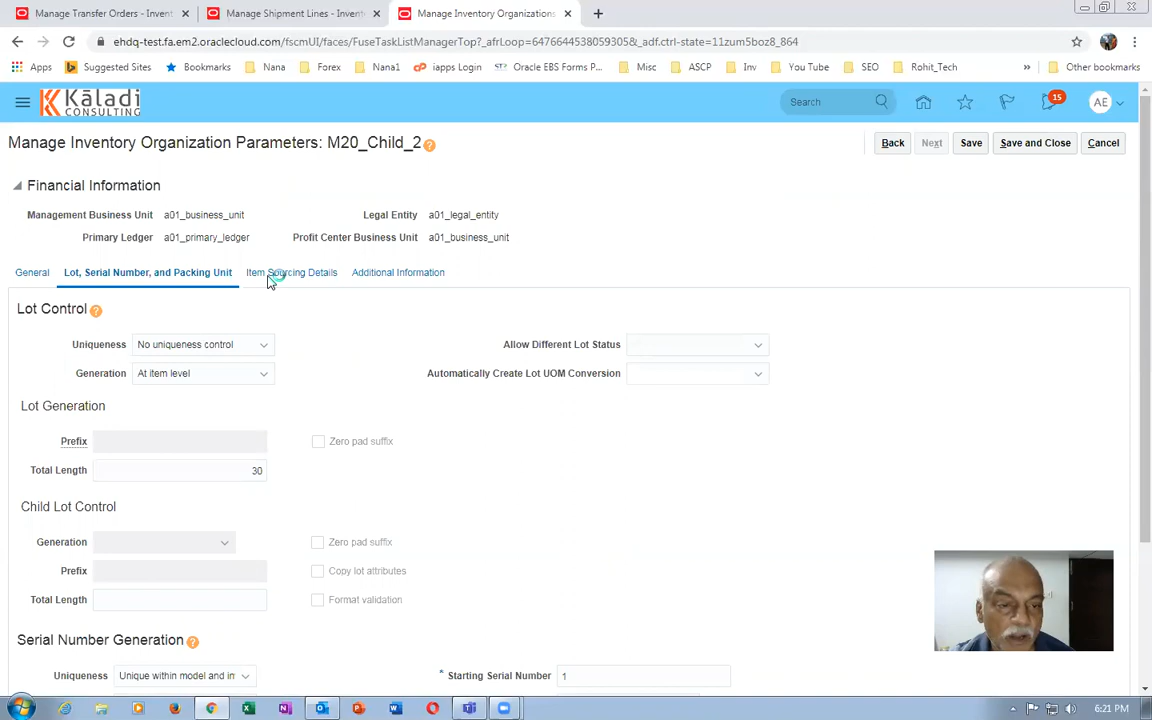 Manage Transfer Orders - Invent
Manage Shipment Lines - Invent
Manage Inventory Organizations
ehdq-test.fa.em2.oraclecloud.com/fscmUI/faces/FuseTaskListManagerTop?_afrLoop=6476644538059305&_adf.ctrl-state=11zum5boz8_864
Apps Suggested Sites Bookmarks Nana Forex Nana1 iapps Login Oracle EBS Forms P... Misc ASCP Inv You Tube SEO Rohit_Tech » Other bookmarks
Kaladi
CONSULTING
Search
15
AE
Manage Inventory Organization Parameters: M20_Child_2
Back Next Save Save and Close Cancel
Financial Information
Management Business Unit a01_business_unit Legal Entity a01_legal_entity
Primary Ledger a01_primary_ledger Profit Center Business Unit a01_business_unit
General Lot, Serial Number, and Packing Unit Item Sourcing Details Additional Information
Lot Control
Uniqueness No uniqueness control Allow Different Lot Status
Generation At item level Automatically Create Lot UOM Conversion
Lot Generation
Prefix Zero pad suffix
Total Length 30
Child Lot Control
Generation Zero pad suffix
Prefix Copy lot attributes
Total Length Format validation
Serial Number Generation
Uniqueness Unique within model and in * Starting Serial Number 1
6:21 PM